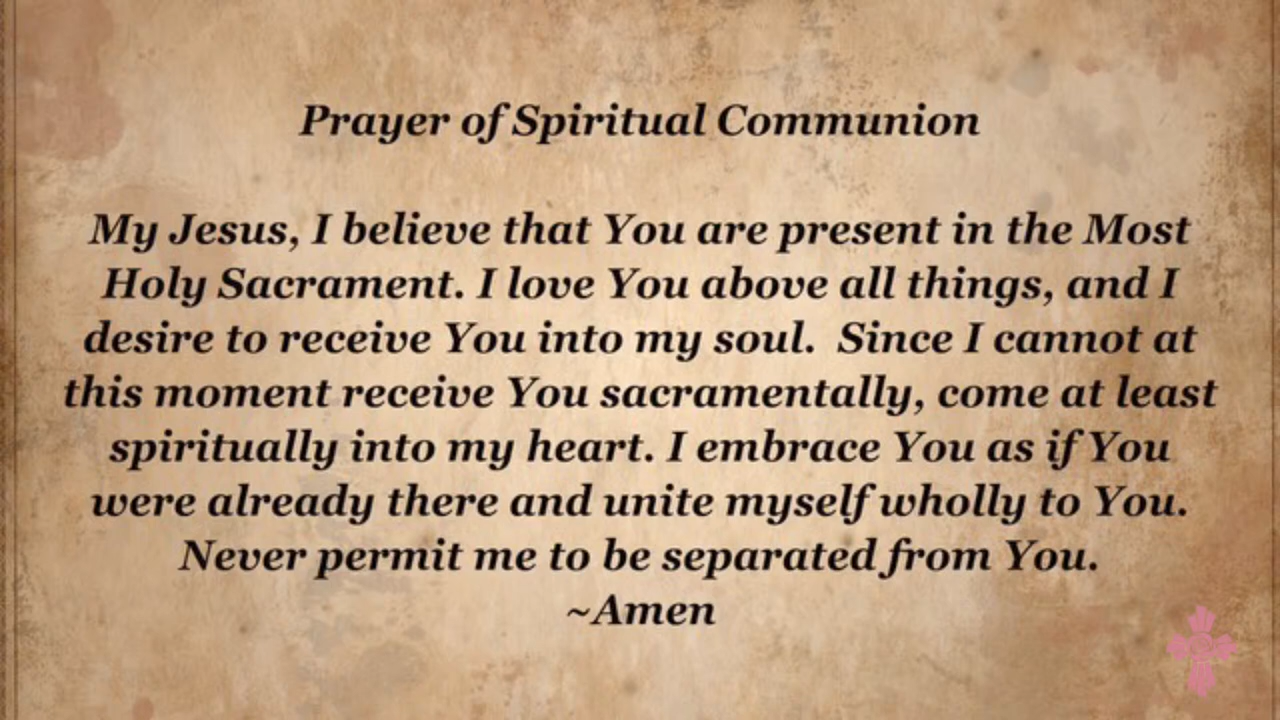 Prayer of Spiritual Communion
My Jesus, I believe that You are present in the Most
Holy Sacrament. I love You above all things, and I
desire to receive You into my soul.  Since I cannot at
this moment receive You sacramentally, come at least
spiritually into my heart. I embrace You as if You
were already there and unite myself wholly to You.
Never permit me to be separated from You.
~Amen